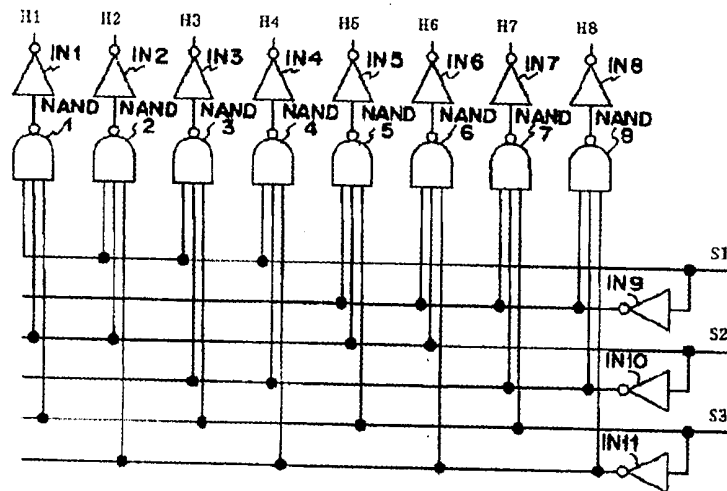 H1 H2 H3 H4 H5 H6 H7 H8
IN1 IN2 IN3 IN4 IN5 IN6 IN7 IN8
NAND NAND NAND NAND NAND NAND NAND NAND
1 2 3 4 5 6 7 8
S1
IN9
S2
IN10
S3
IN11